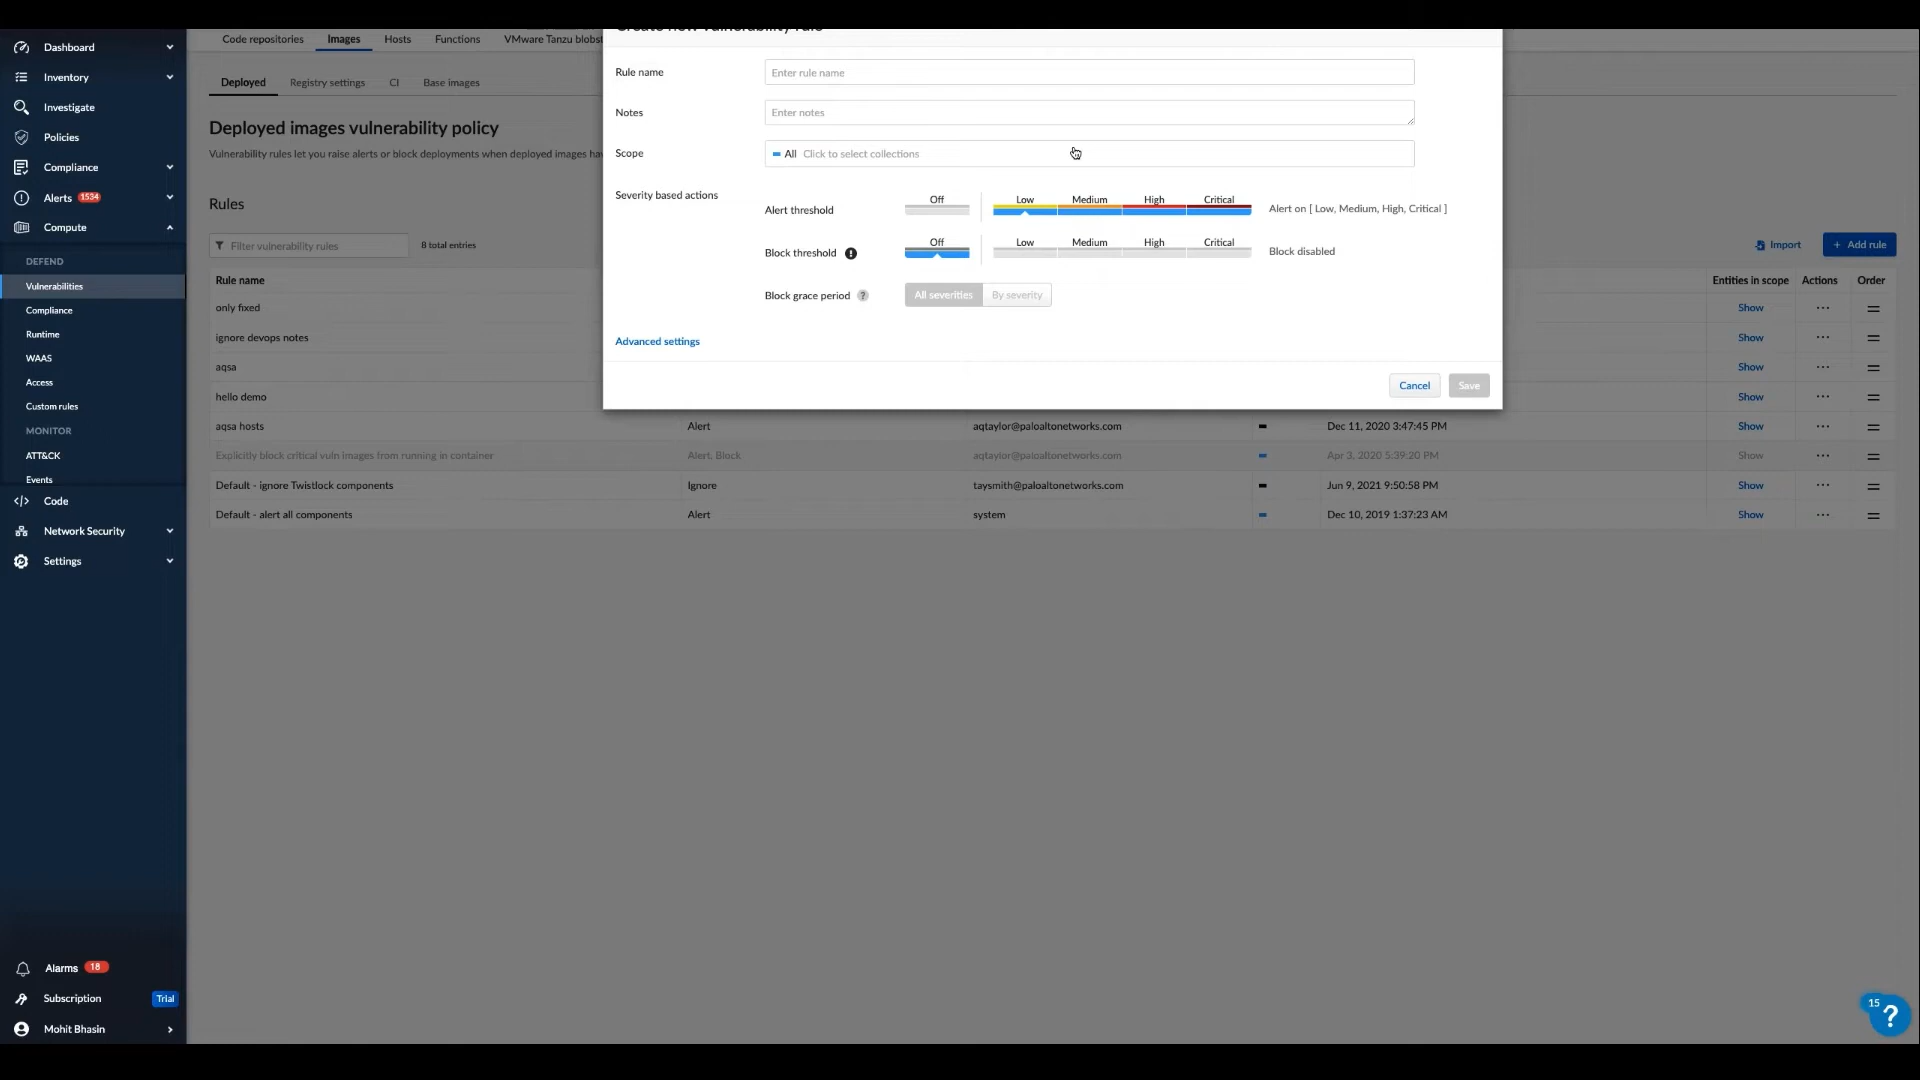 Dashboard
Inventory
Investigate
Policies
Compliance
Alerts 1534
Compute
DEFEND
Vulnerabilities
Compliance
Runtime
WAAS
Access
Custom rules
MONITOR
ATT&CK
Events
Code
Network Security
Settings
Alarms 18
Subscription Trial
Mohit Bhasin
Code repositories Images Hosts Functions VMware Tanzu blobst
Deployed Registry settings CI Base images
Deployed images vulnerability policy
Vulnerability rules let you raise alerts or block deployments when deployed images hav
Rules
Filter vulnerability rules 8 total entries
Import + Add rule
Rule name Entities in scope Actions Order
only fixed Show
ignore devops notes Show
aqsa Show
hello demo Show
aqsa hosts Alert aqtaylor@paloaltonetworks.com Dec 11, 2020 3:47:45 PM Show
Explicitly block critical vuln images from running in container Alert, Block aqtaylor@paloaltonetworks.com Apr 3, 2020 5:39:20 PM Show
Default - ignore Twistlock components Ignore taysmith@paloaltonetworks.com Jun 9, 2021 9:50:58 PM Show
Default - alert all components Alert system Dec 10, 2019 1:37:23 AM Show
Create new vulnerability rule
Rule name Enter rule name
Notes Enter notes
Scope All Click to select collections
Severity based actions
Alert threshold Off Low Medium High Critical Alert on [ Low, Medium, High, Critical ]
Block threshold Off Low Medium High Critical Block disabled
Block grace period ? All severities By severity
Advanced settings
Cancel Save
15 ?